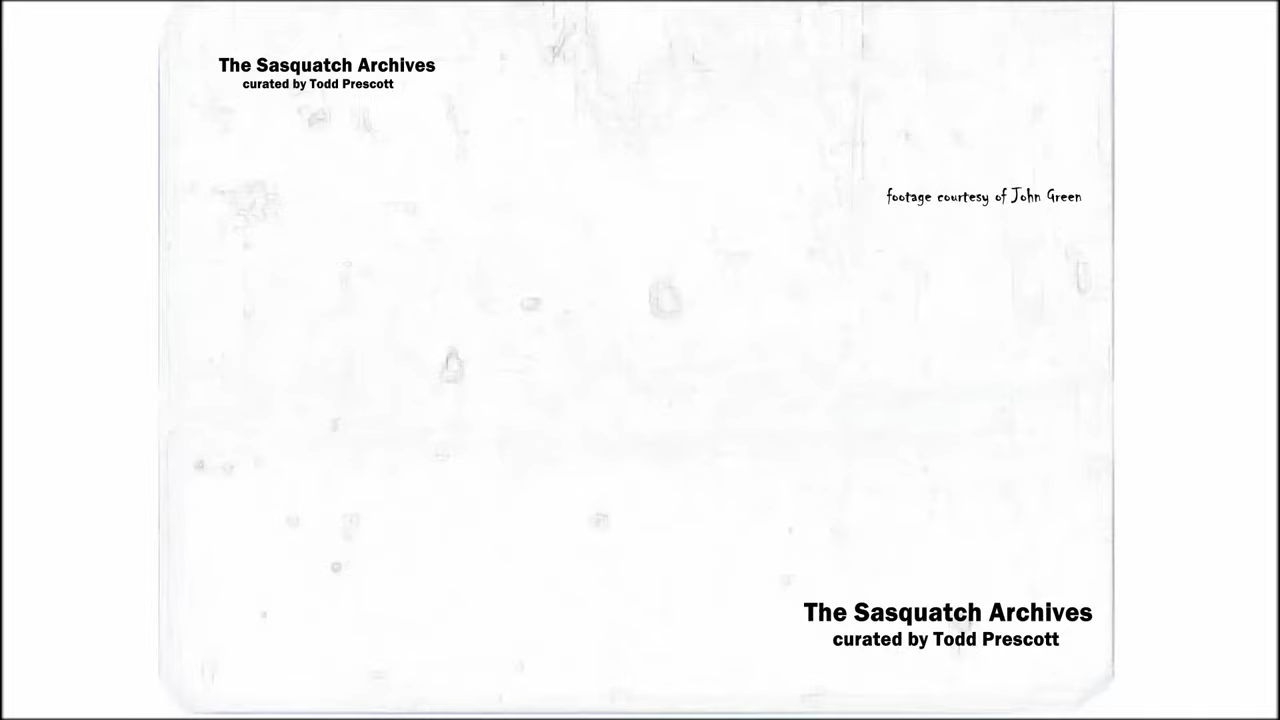 The Sasquatch Archives
curated by Todd Prescott
footage courtesy of John Green
The Sasquatch Archives
curated by Todd Prescott